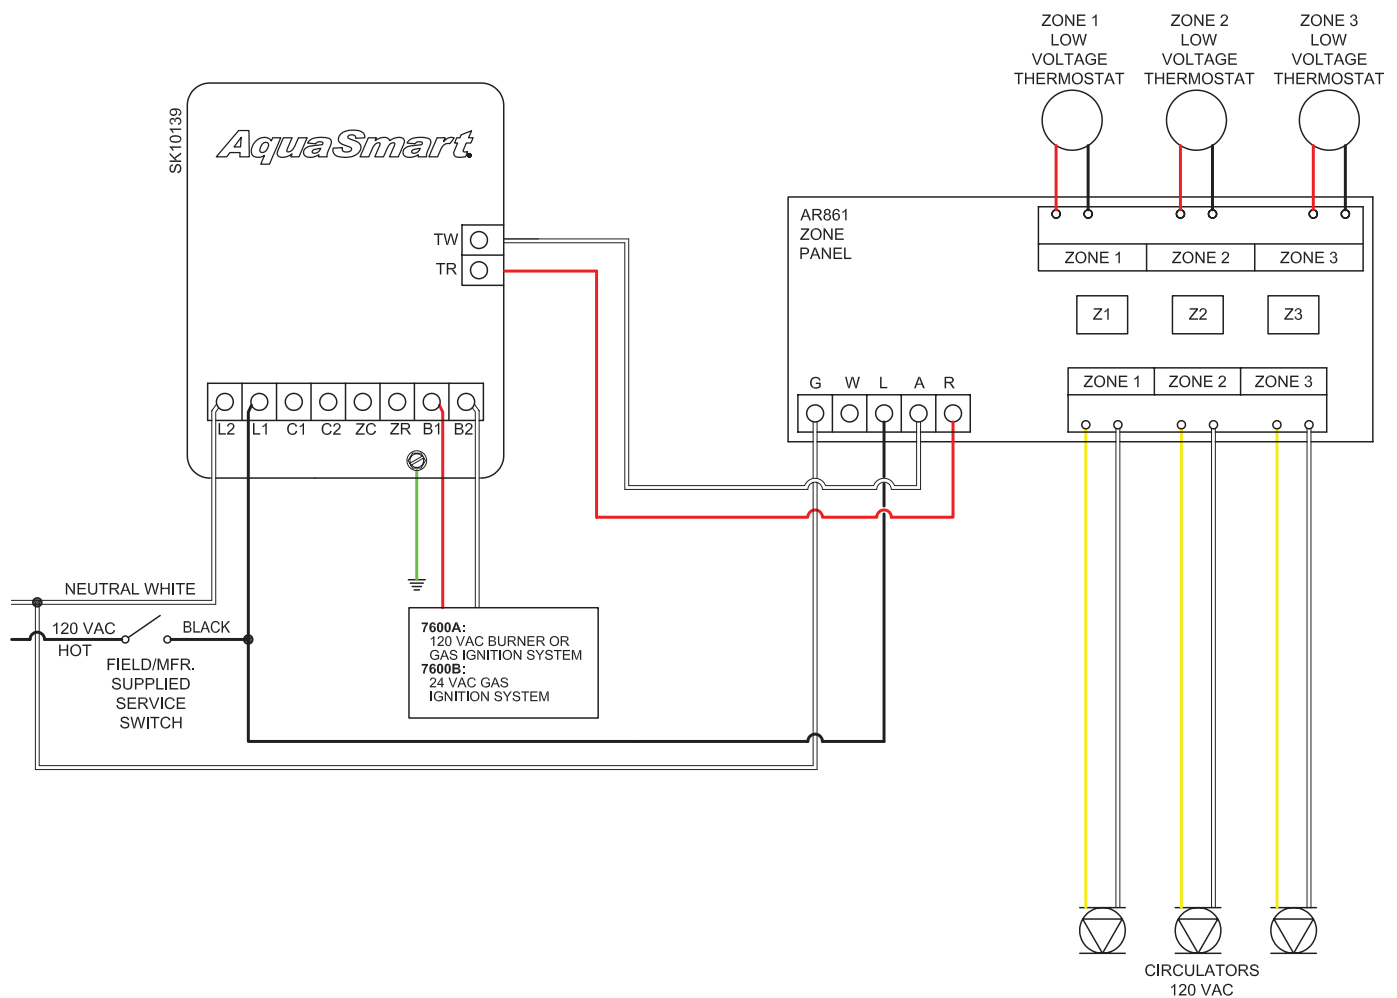 ZONE 1
LOW
VOLTAGE
THERMOSTAT
ZONE 2
LOW
VOLTAGE
THERMOSTAT
ZONE 3
LOW
VOLTAGE
THERMOSTAT
SK10139
AquaSmart
TW
TR
L2 L1 C1 C2 ZC ZR B1 B2
AR861
ZONE
PANEL
ZONE 1 ZONE 2 ZONE 3
Z1 Z2 Z3
G W L A R
ZONE 1 ZONE 2 ZONE 3
NEUTRAL WHITE
120 VAC
HOT
BLACK
FIELD/MFR.
SUPPLIED
SERVICE
SWITCH
7600A:
120 VAC BURNER OR
GAS IGNITION SYSTEM
7600B:
24 VAC GAS
IGNITION SYSTEM
CIRCULATORS
120 VAC